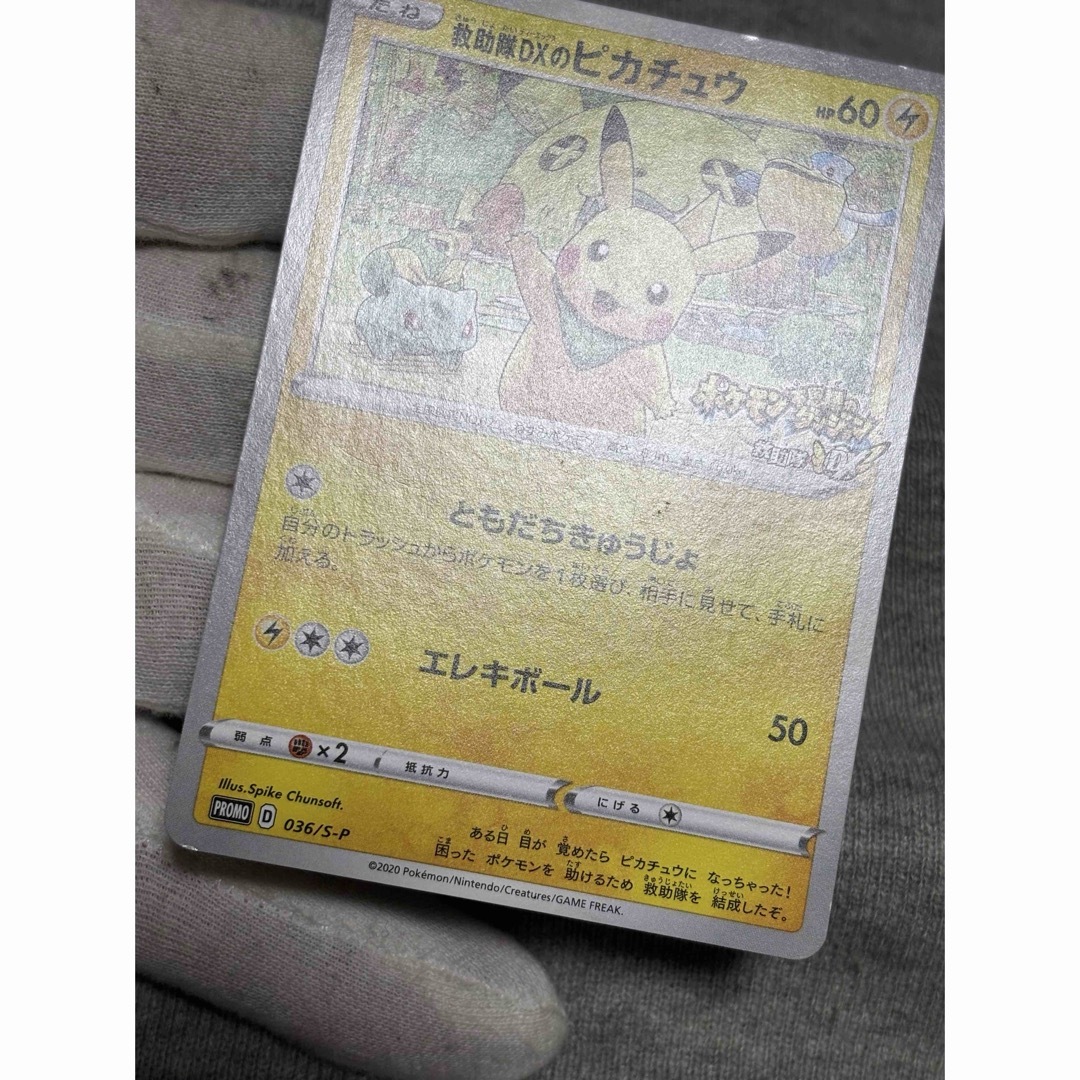 たね
救助隊DXのピカチュウ
HP60
ポケモン
救助隊DX
ともだちきゅうじょ
自分のトラッシュからポケモンを1枚選び、相手に見せて、手札に
加える。
エレキボール
50
弱点 ×2 抵抗力 にげる
Illus.Spike Chunsoft.
PROMO D 036/S-P
ある日 目が 覚めたら ピカチュウに なっちゃった！
困った ポケモンを 助けるため 救助隊を 結成したぞ。
©2020 Pokémon/Nintendo/Creatures/GAME FREAK.